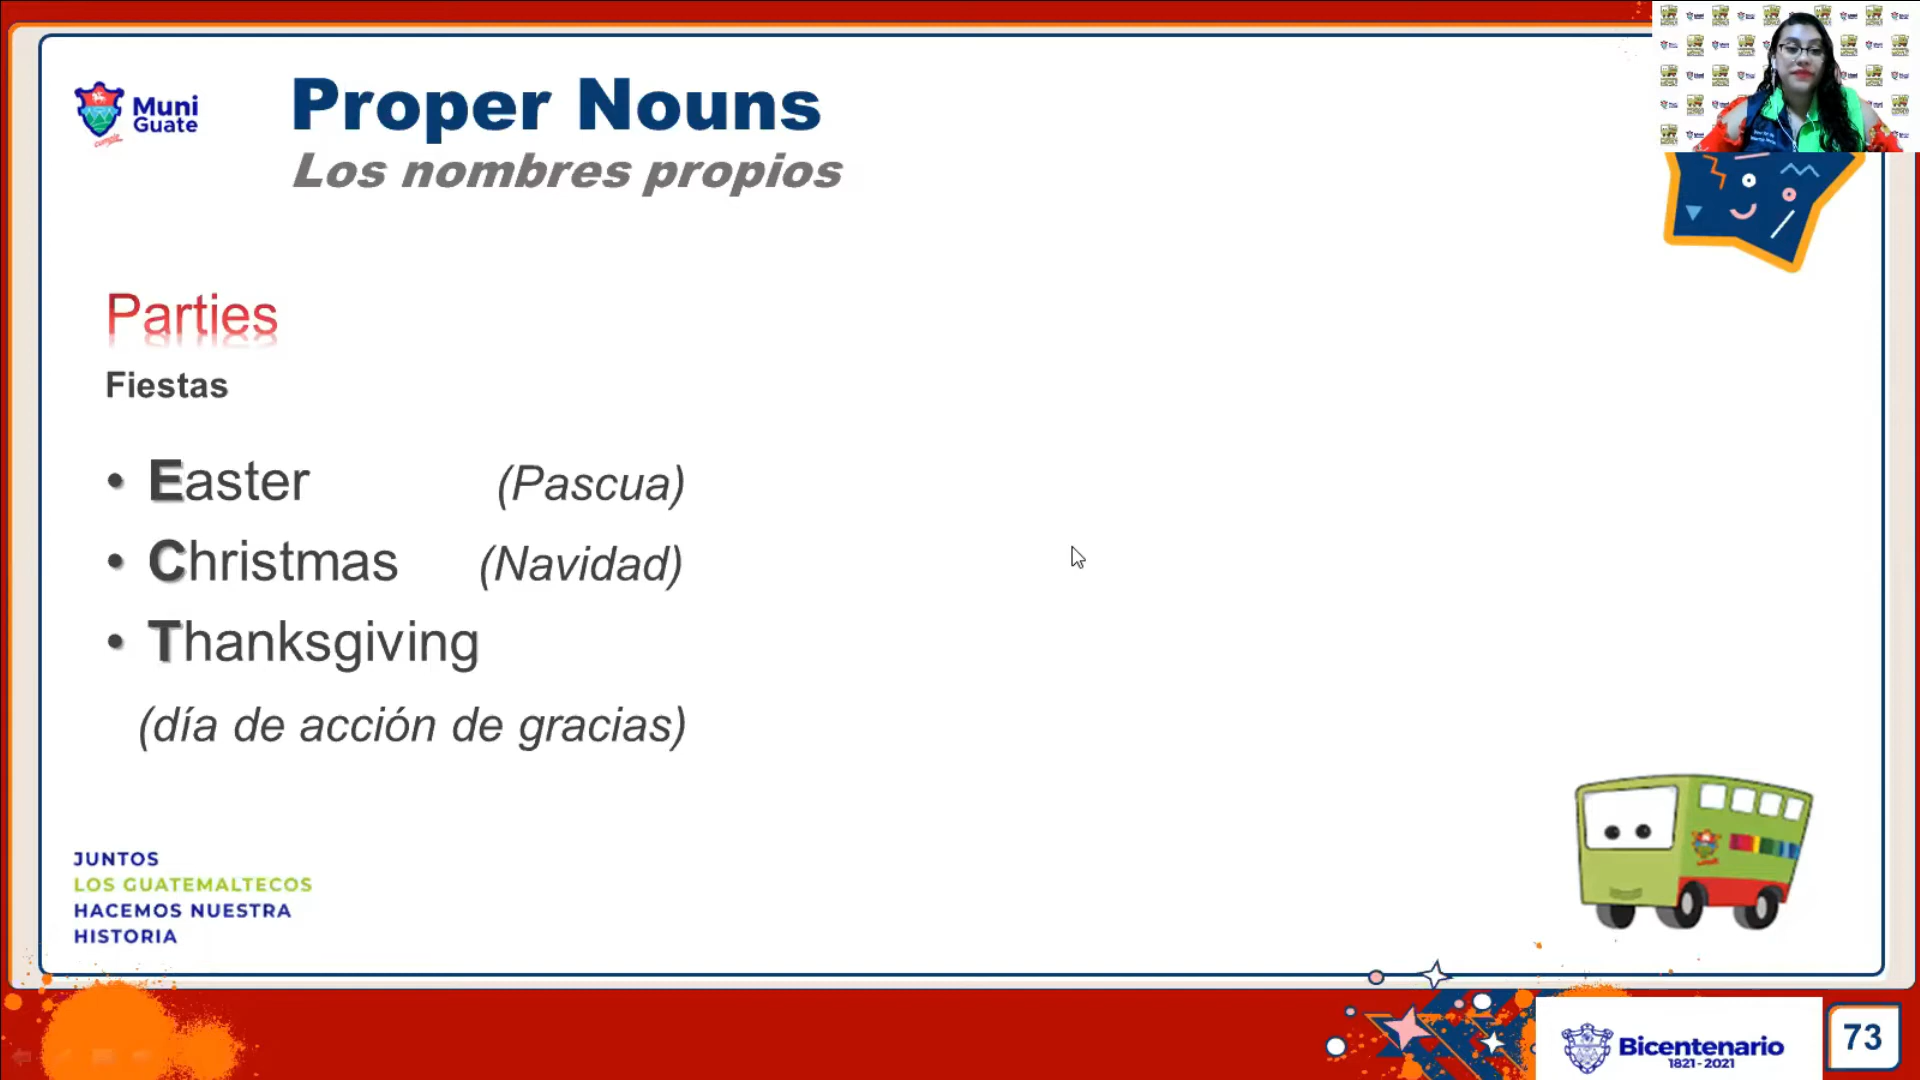 Muni
Guate
Proper Nouns
Los nombres propios
Parties
Fiestas
• Easter (Pascua)
• Christmas (Navidad)
• Thanksgiving
(día de acción de gracias)
JUNTOS
LOS GUATEMALTECOS
HACEMOS NUESTRA
HISTORIA
Bicentenario
1821-2021
73